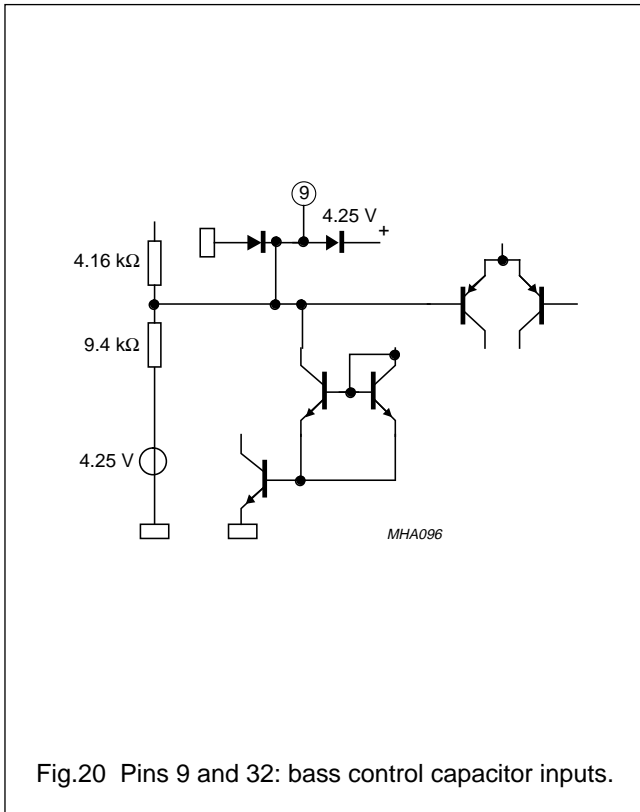 9
4.25 V
+
4.16 kΩ
9.4 kΩ
4.25 V
MHA096
Fig.20 Pins 9 and 32: bass control capacitor inputs.